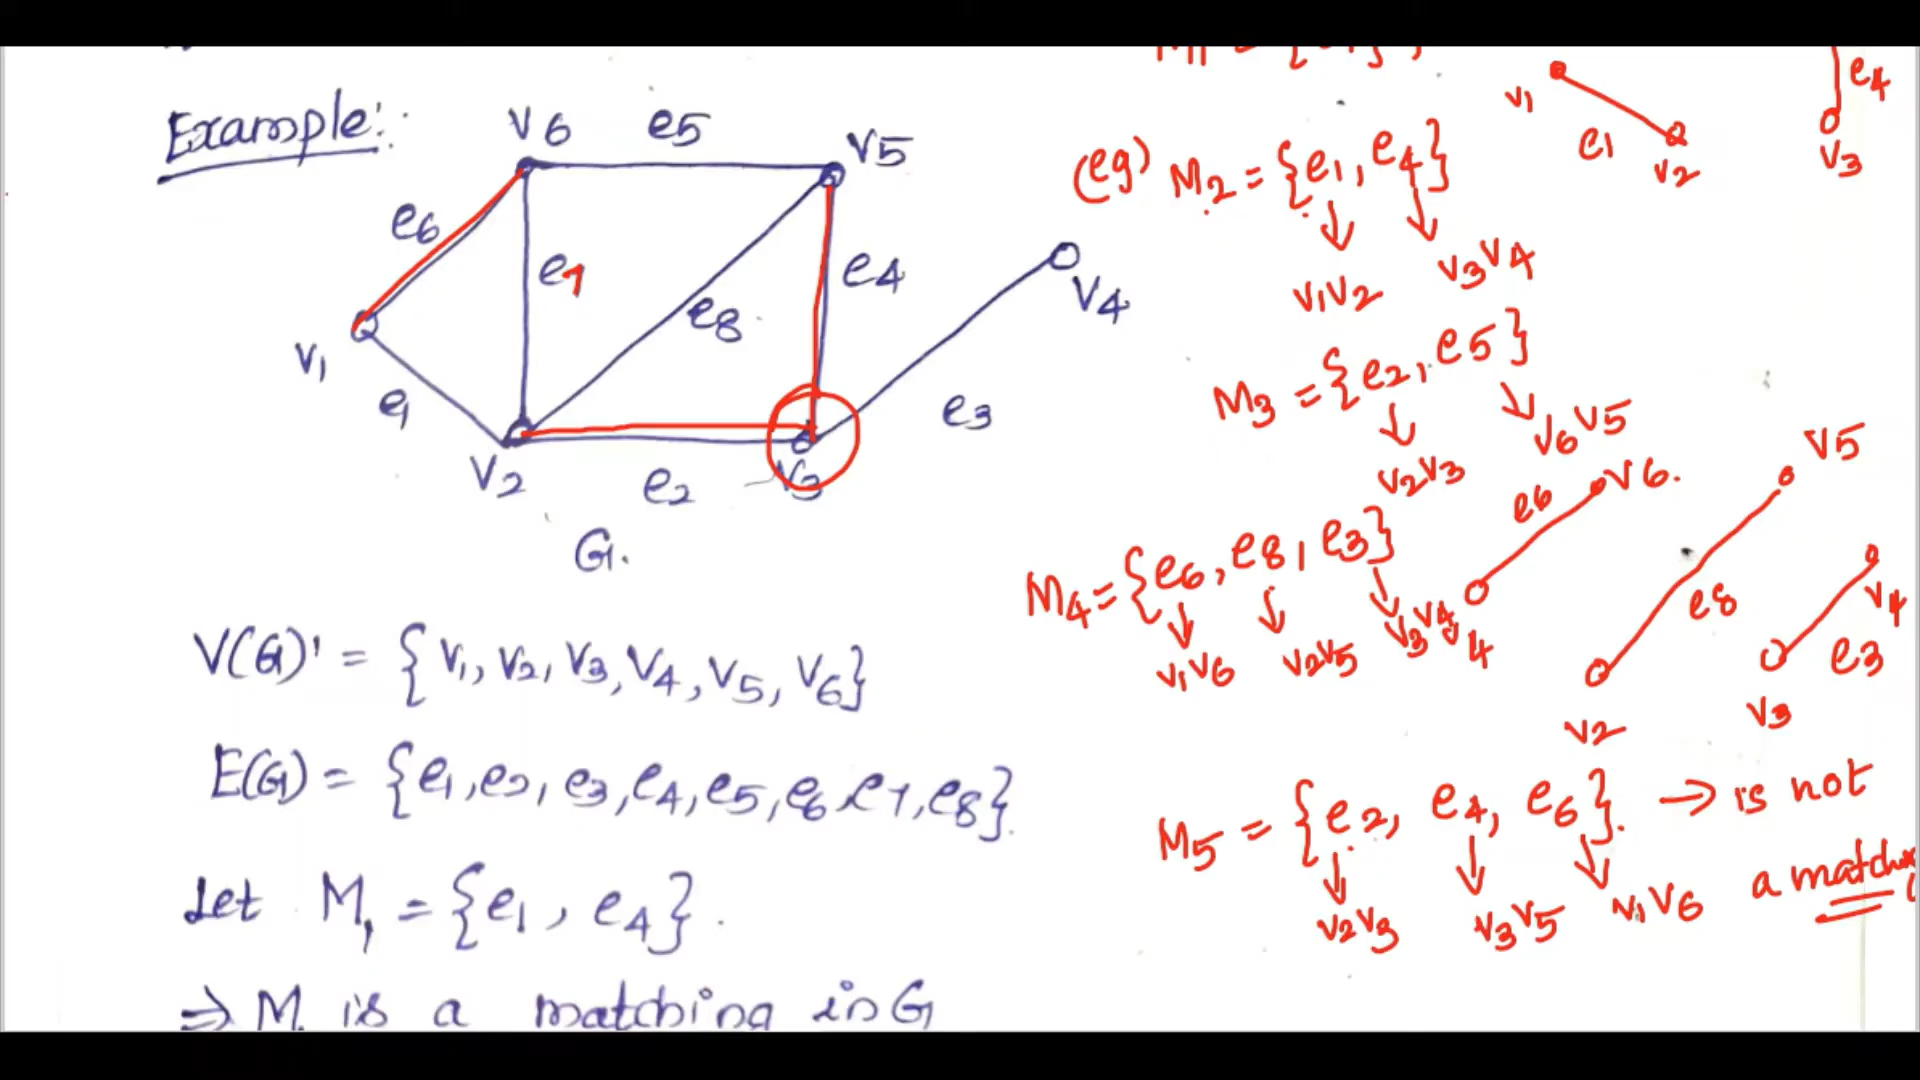 Example:
V6 e5 V5
e6 e7 e4
e8 V4
V1
e1 e3
V2 e2 V3
G.
V(G) = {V1, V2, V3, V4, V5, V6}
E(G) = {e1, e2, e3, e4, e5, e6, e7, e8}.
Let M1 = {e1, e4}.
⇒ M is a matching in G
e4
V1 e1 V2 V3
(eg) M2 = {e1, e4}
V1V2 V3V4
M3 = {e2, e5}
V2V3 V6V5
M4 = {e6, e8, e3}
V1V6 V2V5 V3V4
e6 V6. V5
V4
e8 e3 V4
V2 V3
M5 = {e2, e4, e6}. → is not
V2V3 V3V5 V1V6 a